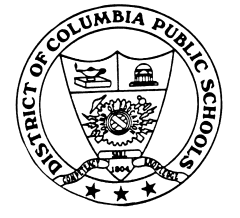 DISTRICT OF COLUMBIA PUBLIC SCHOOLS
1804